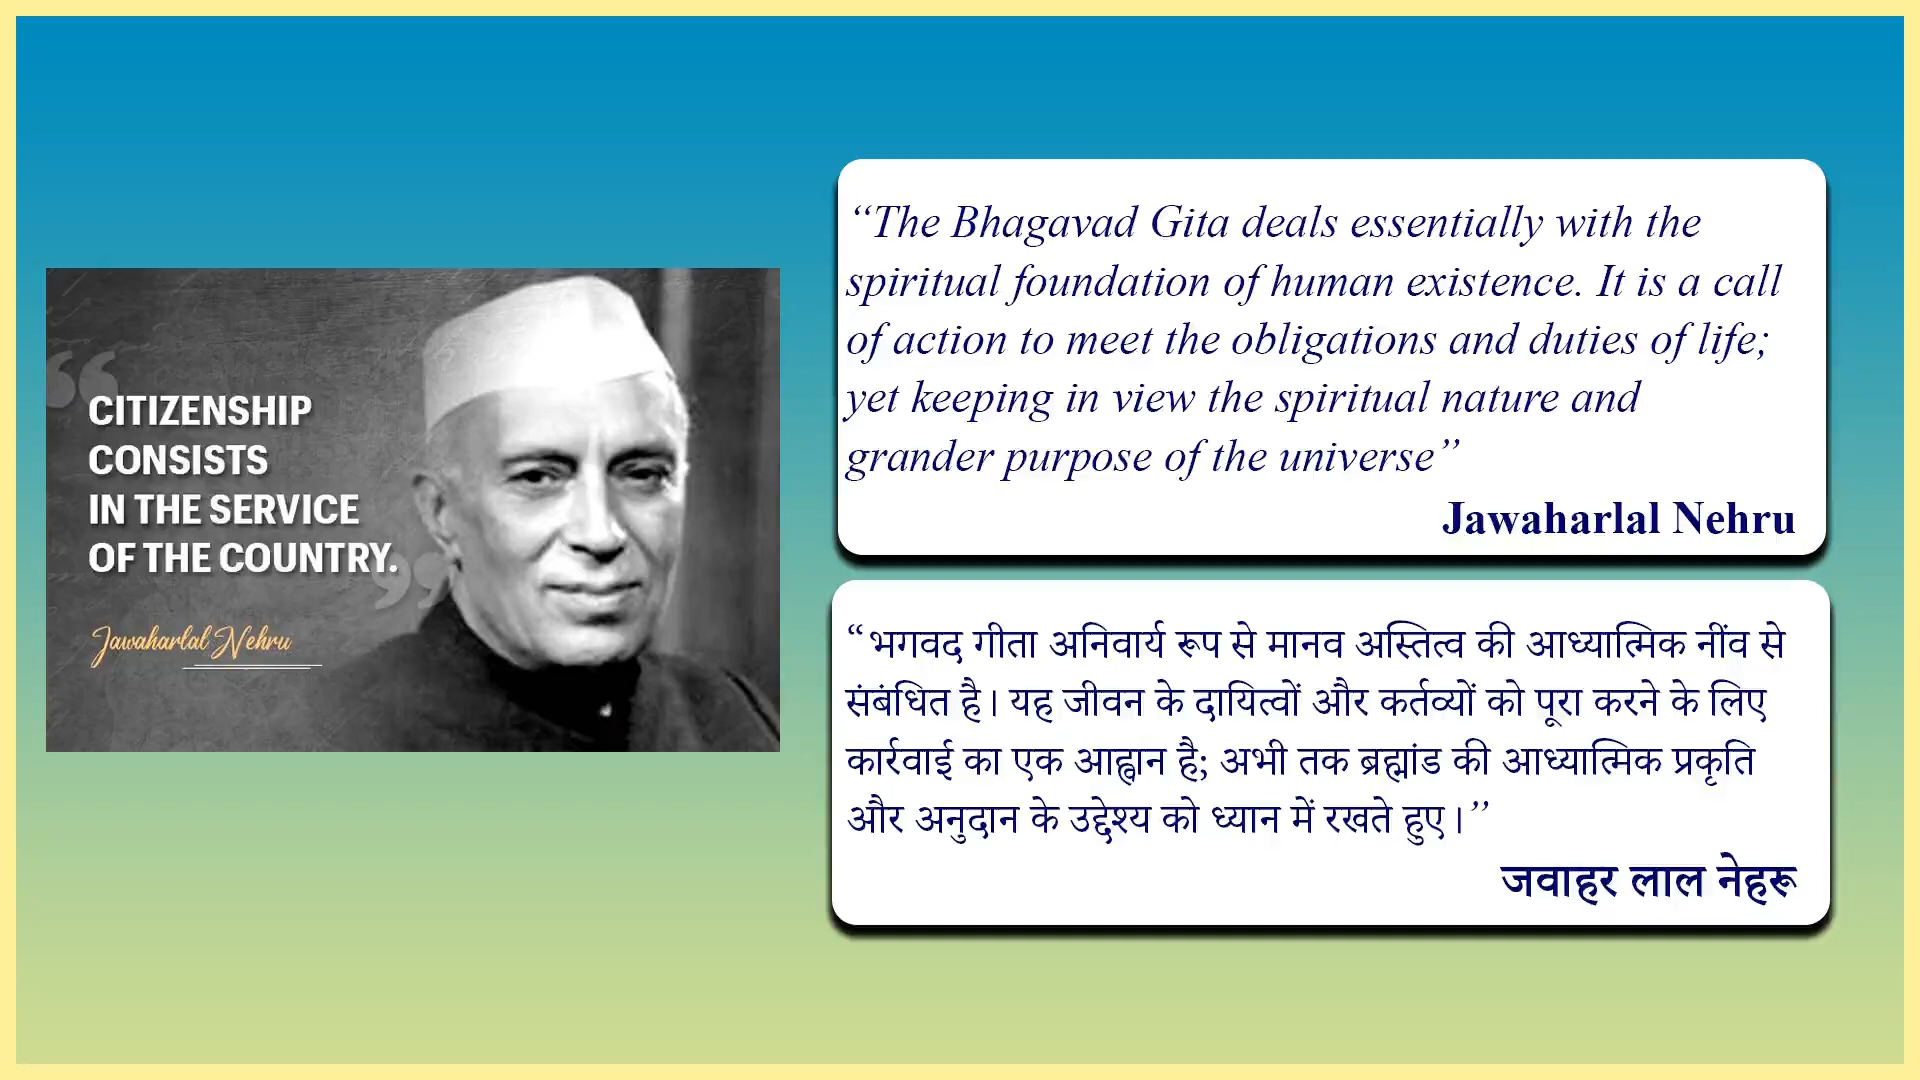 CITIZENSHIP
CONSISTS
IN THE SERVICE
OF THE COUNTRY.
Jawaharlal Nehru
“The Bhagavad Gita deals essentially with the
spiritual foundation of human existence. It is a call
of action to meet the obligations and duties of life;
yet keeping in view the spiritual nature and
grander purpose of the universe”
Jawaharlal Nehru
“भगवद गीता अनिवार्य रूप से मानव अस्तित्व की आध्यात्मिक नींव से
संबंधित है। यह जीवन के दायित्वों और कर्तव्यों को पूरा करने के लिए
कार्रवाई का एक आह्वान है; अभी तक ब्रह्मांड की आध्यात्मिक प्रकृति
और अनुदान के उद्देश्य को ध्यान में रखते हुए।”
जवाहर लाल नेहरू